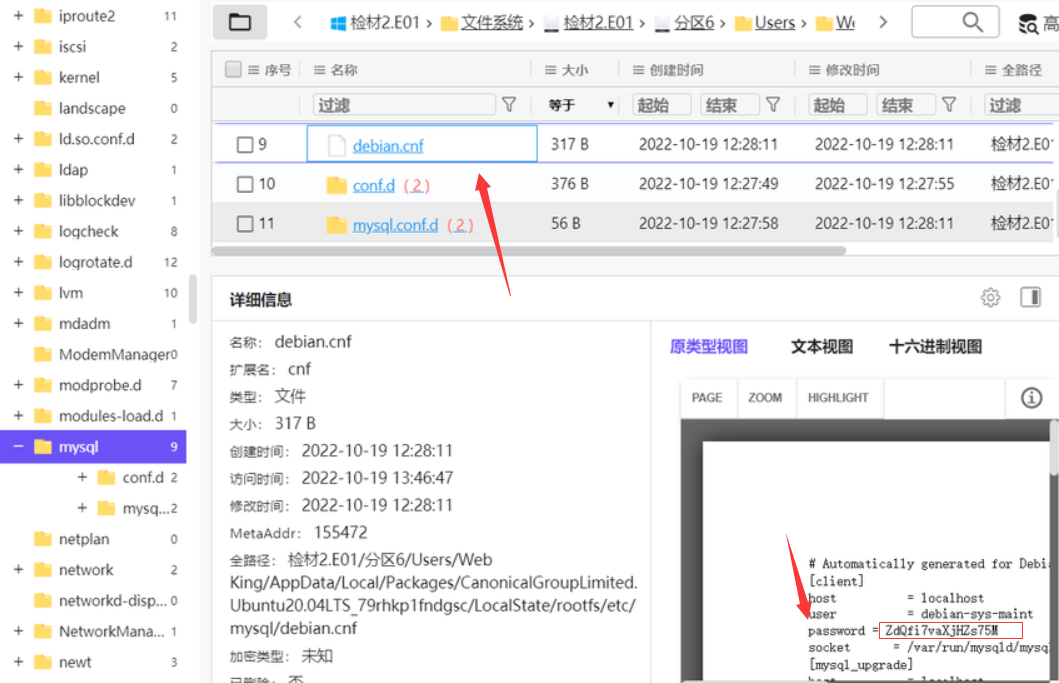 iproute2 11
iscsi 2
kernel 5
landscape 0
ld.so.conf.d 2
ldap 1
libblockdev 1
logcheck 8
logrotate.d 12
lvm 10
mdadm 1
ModemManager0
modprobe.d 7
modules-load.d 1
mysql 9
conf.d 2
mysq...2
netplan 0
network 2
networkd-disp... 0
NetworkMana... 1
newt 3
检材2.E01 > 文件系统 > 检材2.E01 > 分区6 > Users > We
高
序号 名称 大小 创建时间 修改时间 全路径
过滤 等于 起始 结束 起始 结束 过滤
9 debian.cnf 317 B 2022-10-19 12:28:11 2022-10-19 12:28:11 检材2.E0
10 conf.d ( 2 ) 376 B 2022-10-19 12:27:49 2022-10-19 12:27:55 检材2.E0
11 mysql.conf.d ( 2 ) 56 B 2022-10-19 12:27:58 2022-10-19 12:28:11 检材2.E0
详细信息
名称: debian.cnf
扩展名: cnf
类型: 文件
大小: 317 B
创建时间: 2022-10-19 12:28:11
访问时间: 2022-10-19 13:46:47
修改时间: 2022-10-19 12:28:11
MetaAddr: 155472
全路径: 检材2.E01/分区6/Users/Web
King/AppData/Local/Packages/CanonicalGroupLimited.
Ubuntu20.04LTS_79rhkp1fndgsc/LocalState/rootfs/etc/
mysql/debian.cnf
加密类型: 未知
已删除: 否
原类型视图 文本视图 十六进制视图
PAGE ZOOM HIGHLIGHT
# Automatically generated for Debia
[client]
host = localhost
user = debian-sys-maint
password = ZdQfi7vaXjHZs75M
socket = /var/run/mysqld/mysql
[mysql_upgrade]
host = localhost